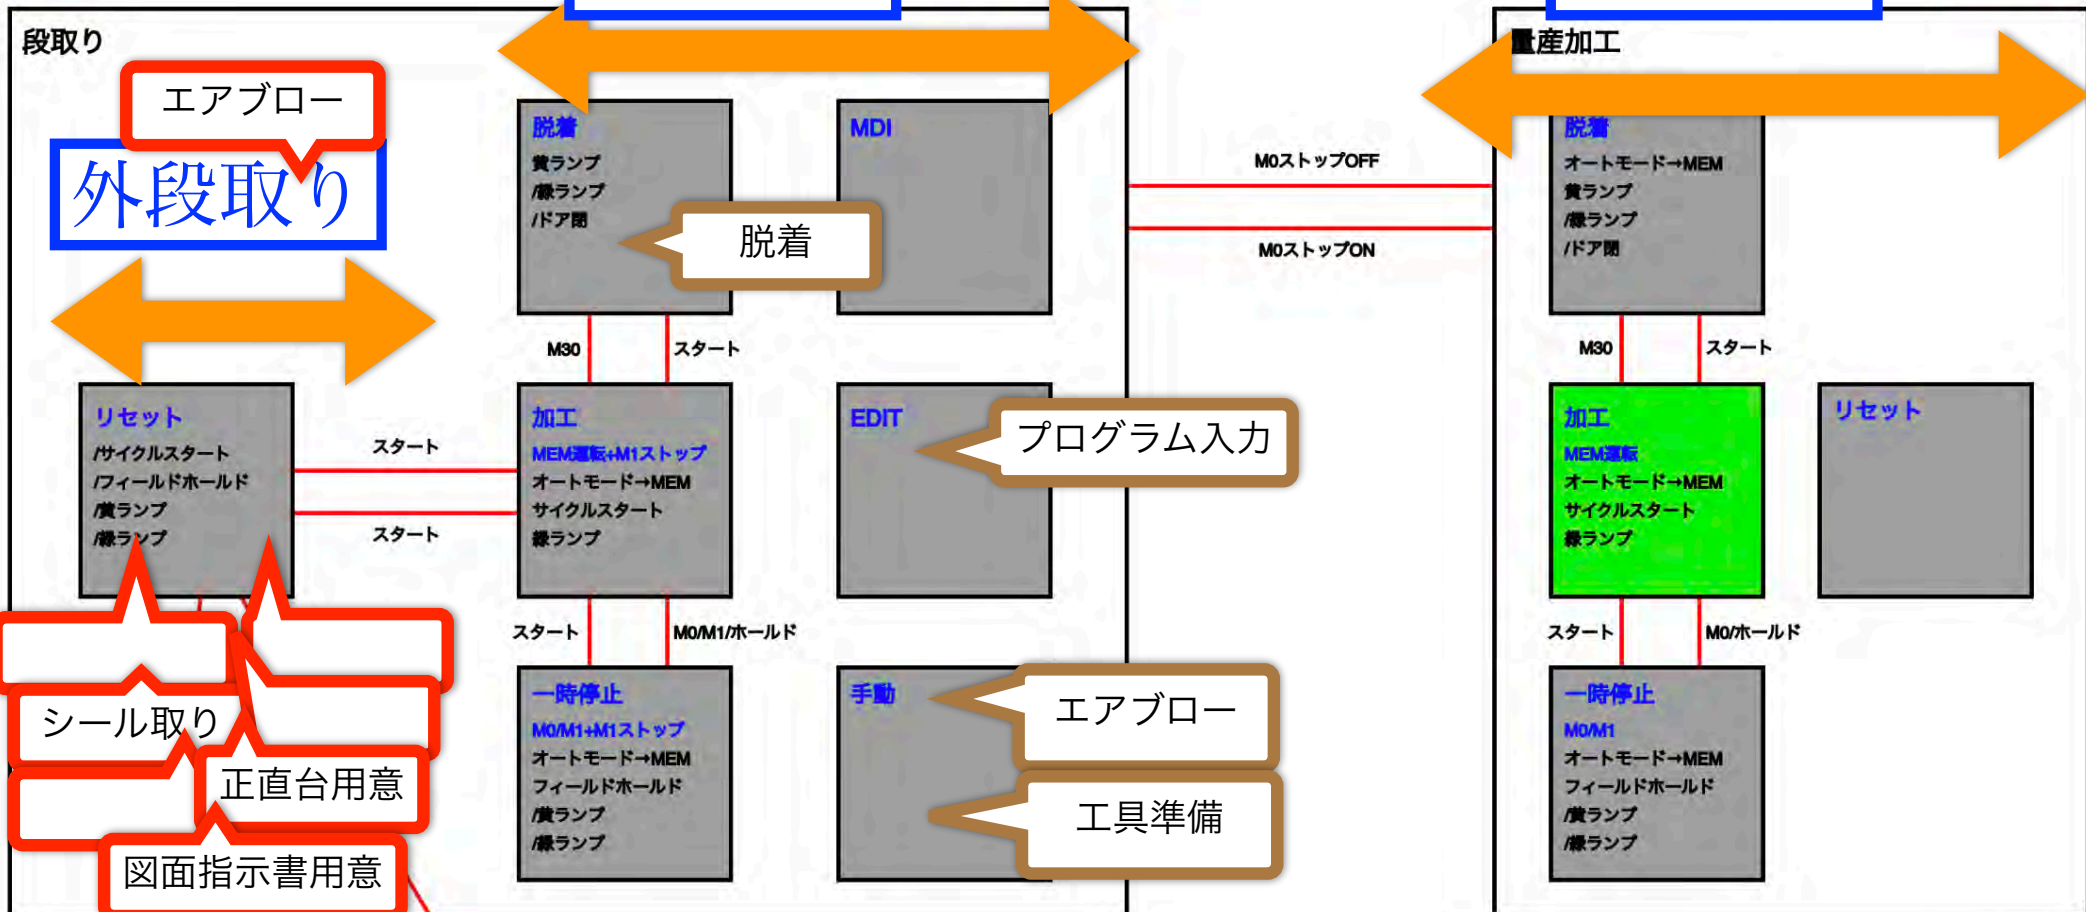 段取り
エアブロー
外段取り
リセット
/サイクルスタート
/フィールドホールド
/黄ランプ
/緑ランプ
シール取り
正直台用意
図面指示書用意
スタート
スタート
脱着
黄ランプ
/緑ランプ
/ドア閉
脱着
M30
スタート
加工
MEM運転+M1ストップ
オートモード→MEM
サイクルスタート
緑ランプ
スタート
M0/M1/ホールド
一時停止
M0/M1+M1ストップ
オートモード→MEM
フィールドホールド
/黄ランプ
/緑ランプ
MDI
EDIT
プログラム入力
手動
エアブロー
工具準備
M0ストップOFF
M0ストップON
量産加工
脱着
オートモード→MEM
黄ランプ
/緑ランプ
/ドア閉
M30
スタート
加工
MEM運転
オートモード→MEM
サイクルスタート
緑ランプ
スタート
M0/ホールド
一時停止
M0/M1
オートモード→MEM
フィールドホールド
/黄ランプ
/緑ランプ
リセット